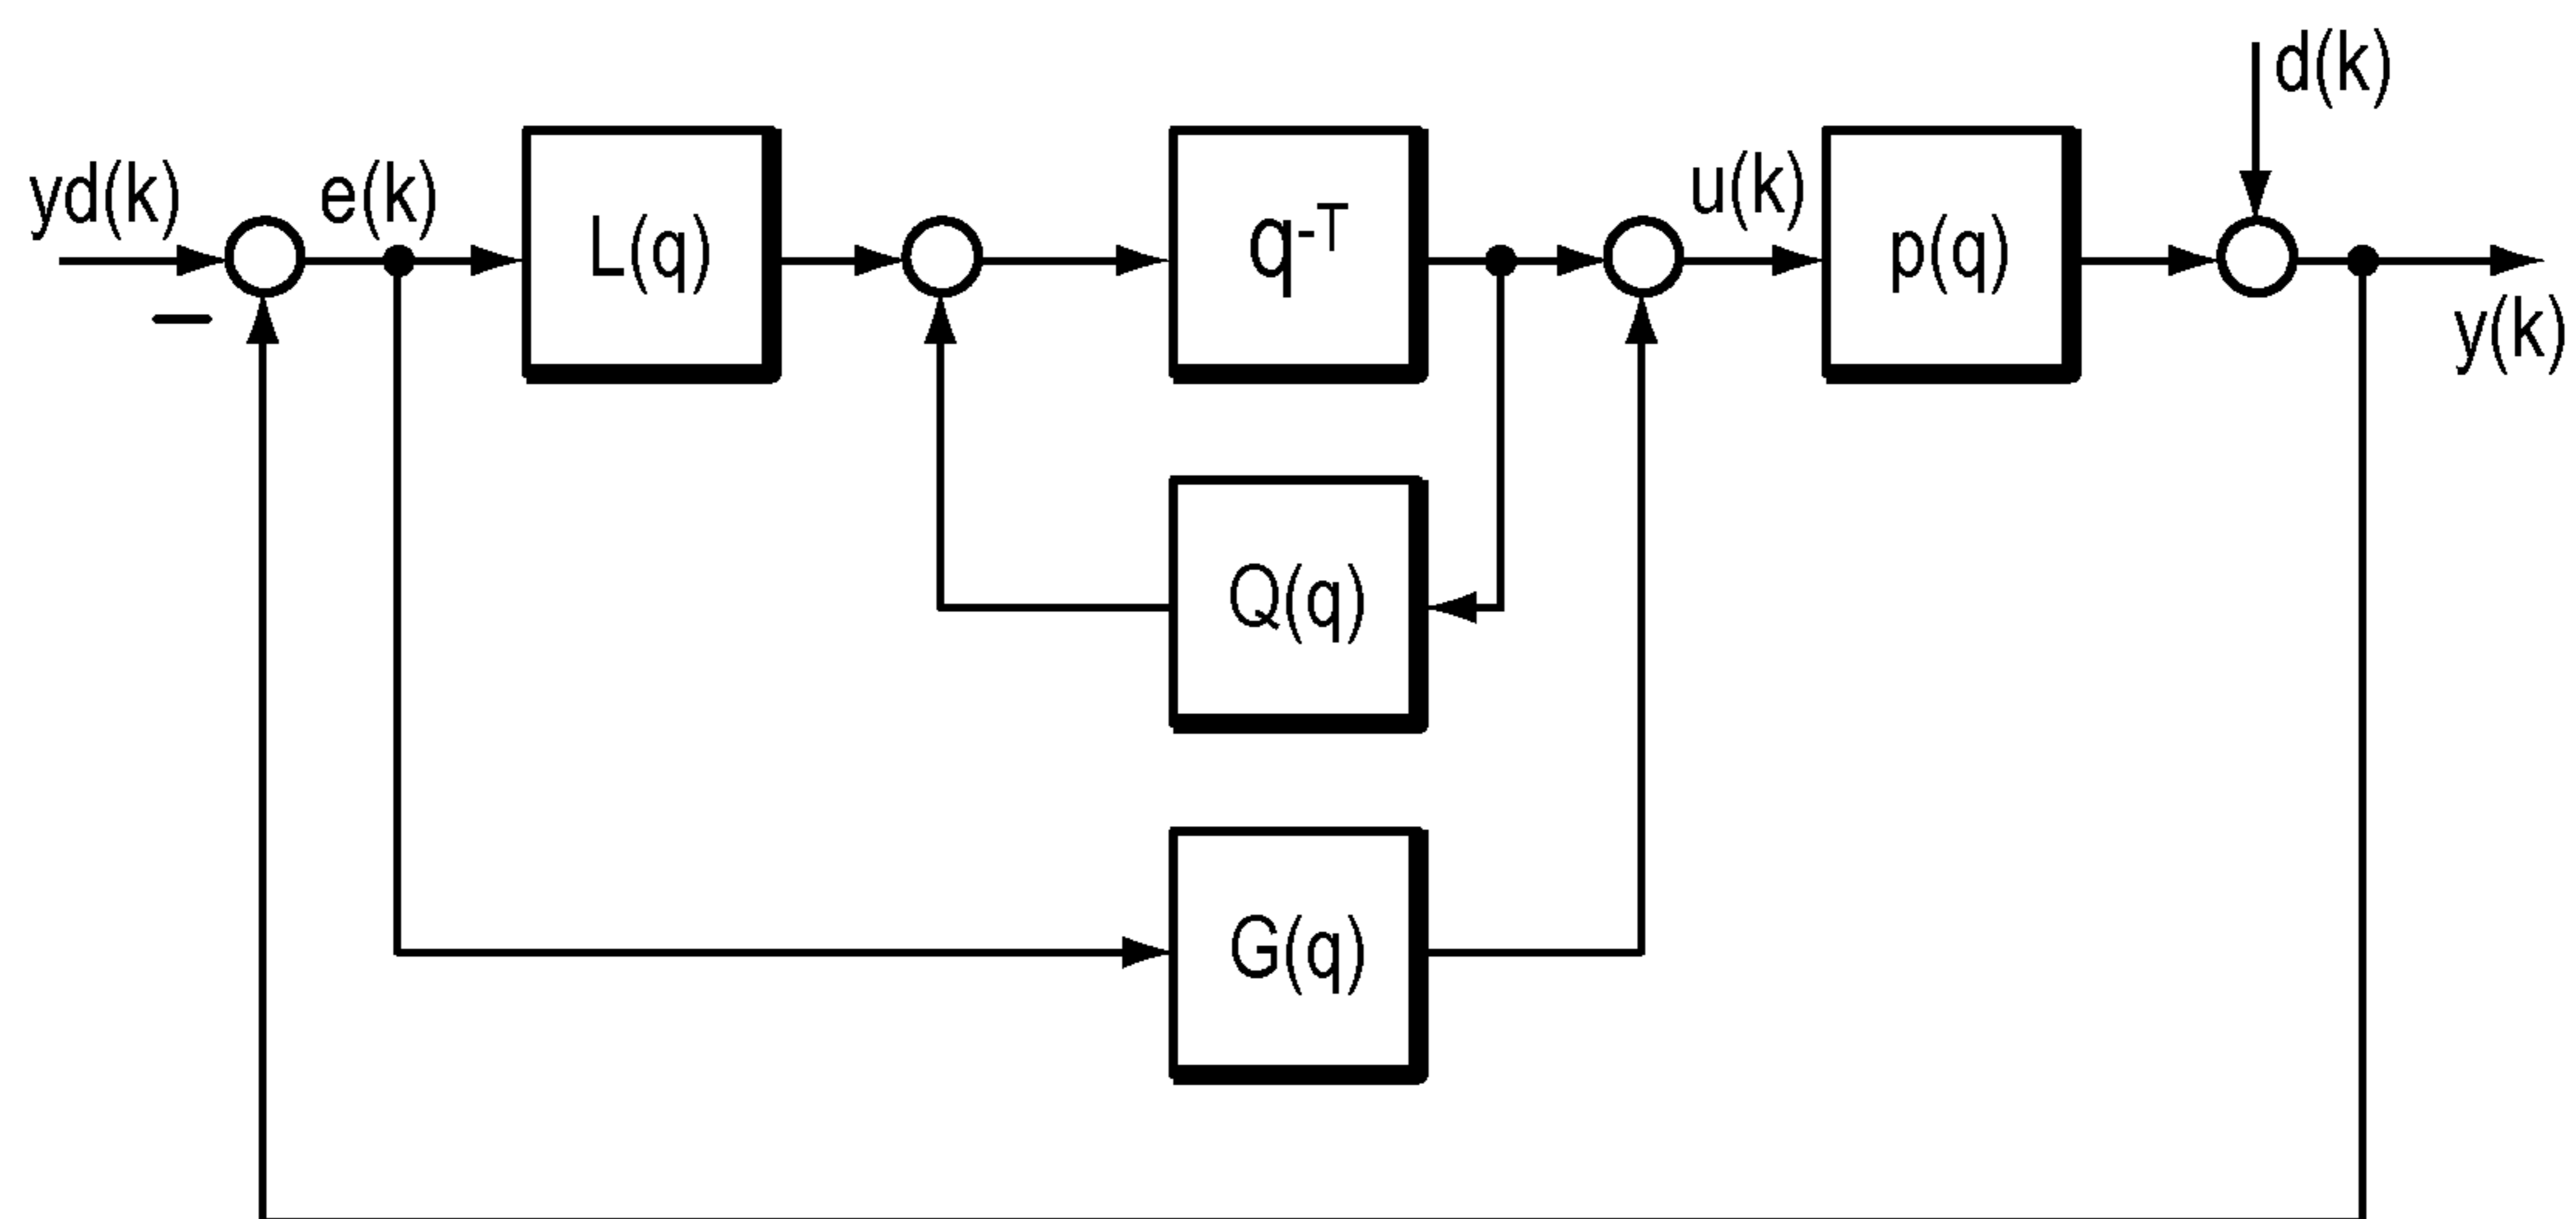 d(k)
yd(k)
e(k)
L(q)
q-T
u(k)
p(q)
−
y(k)
Q(q)
G(q)